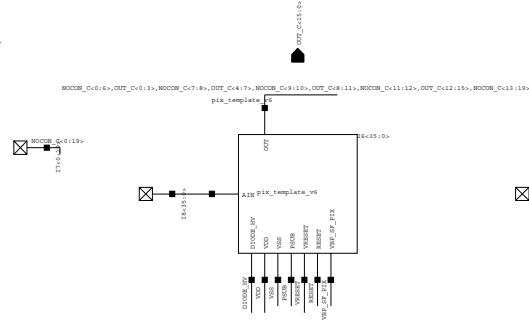 OUT_C<15:0>
NOCON_C<0:6>,OUT_C<0:3>,NOCON_C<7:8>,OUT_C<4:7>,NOCON_C<9:10>,OUT_C<8:11>,NOCON_C<11:12>,OUT_C<12:15>,NOCON_C<13:19>
pix_template_v6
I6<35:0>
NOCON_C<0:19>
OUT
AIN
pix_template_v6
I8<35:0>
DIODE_HV
VDD
VSS
PSUB
VRESET
RESET
VBP_SF_PIX
DIODE_HV
VDD
VSS
PSUB
VRESET
RESET
VBP_SF_PIX